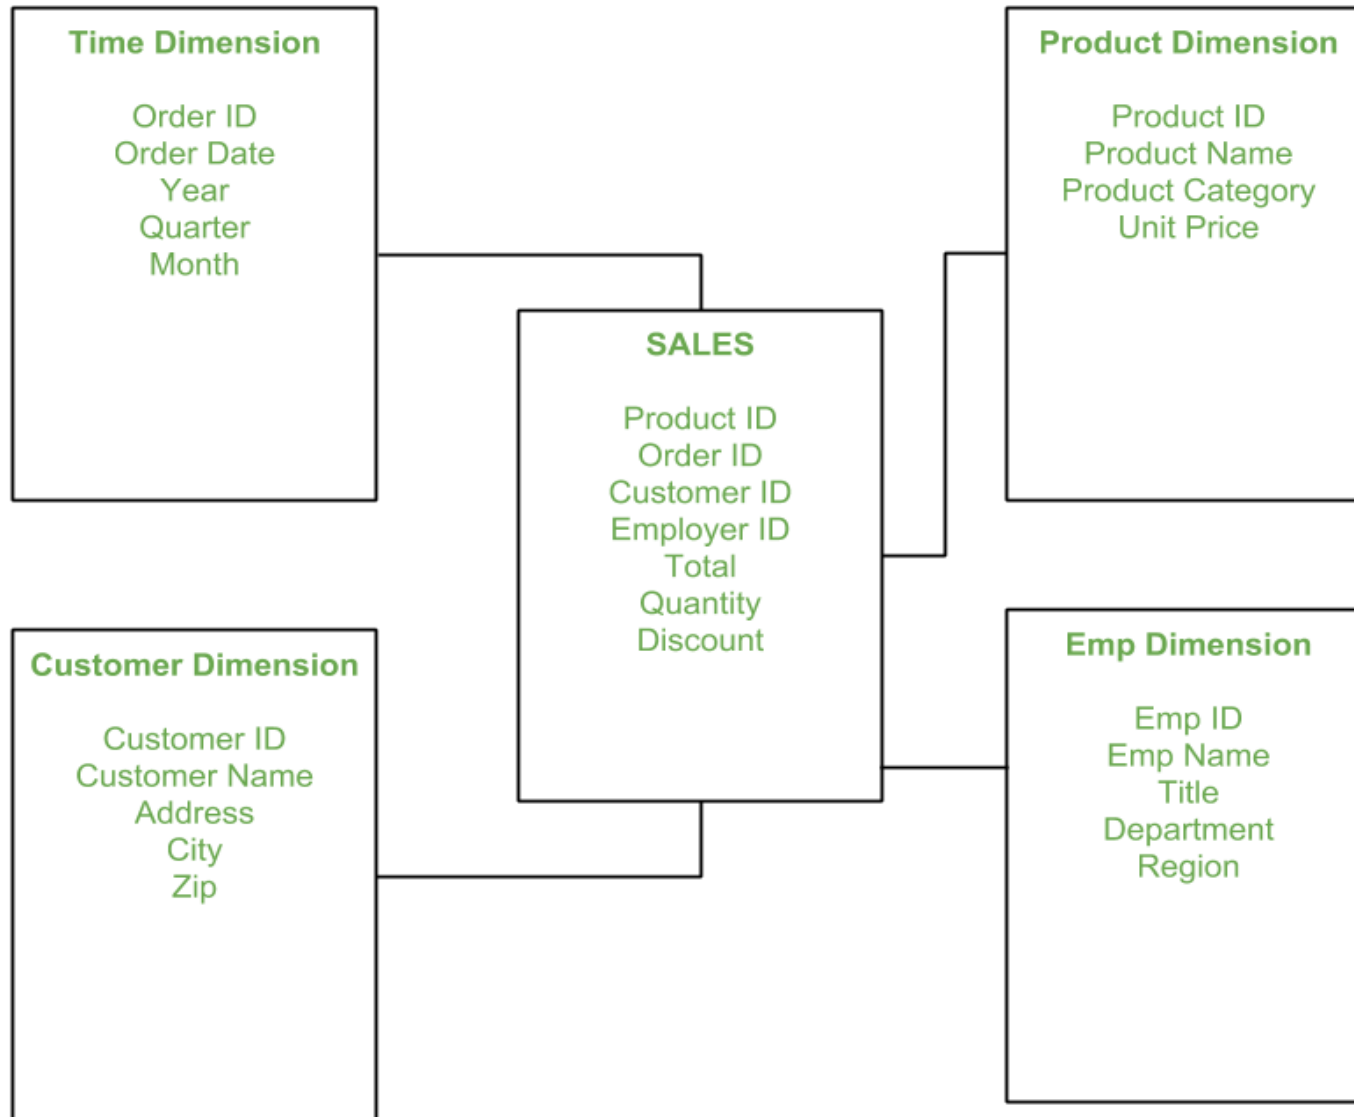 Time Dimension
Order ID
Order Date
Year
Quarter
Month
Product Dimension
Product ID
Product Name
Product Category
Unit Price
SALES
Product ID
Order ID
Customer ID
Employer ID
Total
Quantity
Discount
Customer Dimension
Customer ID
Customer Name
Address
City
Zip
Emp Dimension
Emp ID
Emp Name
Title
Department
Region